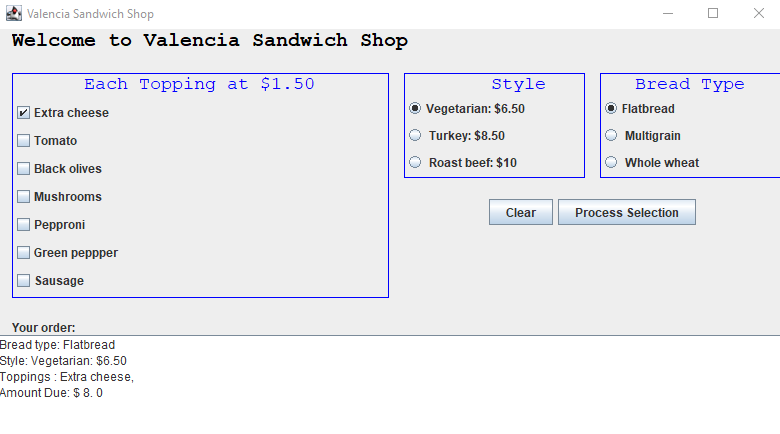 Valencia Sandwich Shop
Welcome to Valencia Sandwich Shop
Each Topping at $1.50
Extra cheese
Tomato
Black olives
Mushrooms
Pepproni
Green peppper
Sausage
Style
Vegetarian: $6.50
Turkey: $8.50
Roast beef: $10
Bread Type
Flatbread
Multigrain
Whole wheat
Clear Process Selection
Your order:
Bread type: Flatbread
Style: Vegetarian: $6.50
Toppings : Extra cheese,
Amount Due: $ 8. 0